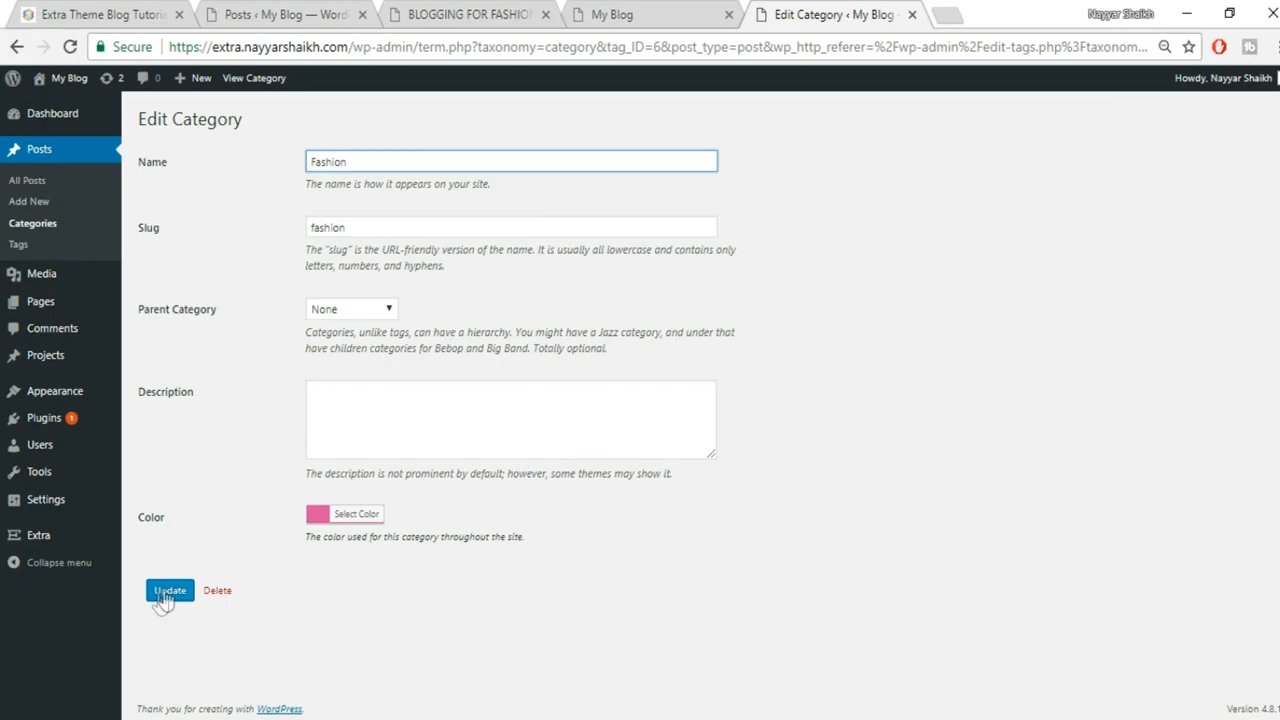 Extra Theme Blog Tutoria
Posts ‹ My Blog — Word
BLOGGING FOR FASHIO
My Blog
Edit Category ‹ My Blog
Nayyar Shaikh
Secure
https://extra.nayyarshaikh.com/wp-admin/term.php?taxonomy=category&tag_ID=6&post_type=post&wp_http_referer=%2Fwp-admin%2Fedit-tags.php%3Ftaxonom...
My Blog
2
0
New
View Category
Howdy, Nayyar Shaikh
Dashboard
Posts
All Posts
Add New
Categories
Tags
Media
Pages
Comments
Projects
Appearance
Plugins 1
Users
Tools
Settings
Extra
Collapse menu
Edit Category
Name
Fashion
The name is how it appears on your site.
Slug
fashion
The “slug” is the URL-friendly version of the name. It is usually all lowercase and contains only
letters, numbers, and hyphens.
Parent Category
None
Categories, unlike tags, can have a hierarchy. You might have a Jazz category, and under that
have children categories for Bebop and Big Band. Totally optional.
Description
The description is not prominent by default; however, some themes may show it.
Color
Select Color
The color used for this category throughout the site.
Update
Delete
Thank you for creating with WordPress.
Version 4.8.1